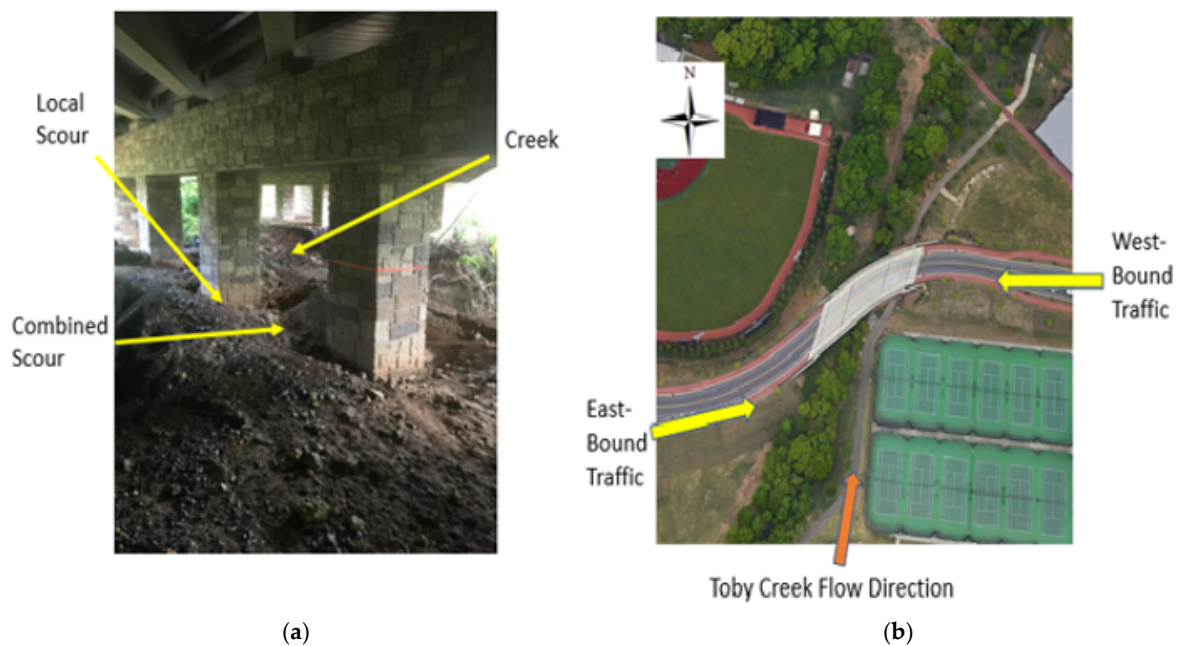 Local
Scour
Creek
Combined
Scour
N
West-
Bound
Traffic
East-
Bound
Traffic
Toby Creek Flow Direction
(a)
(b)